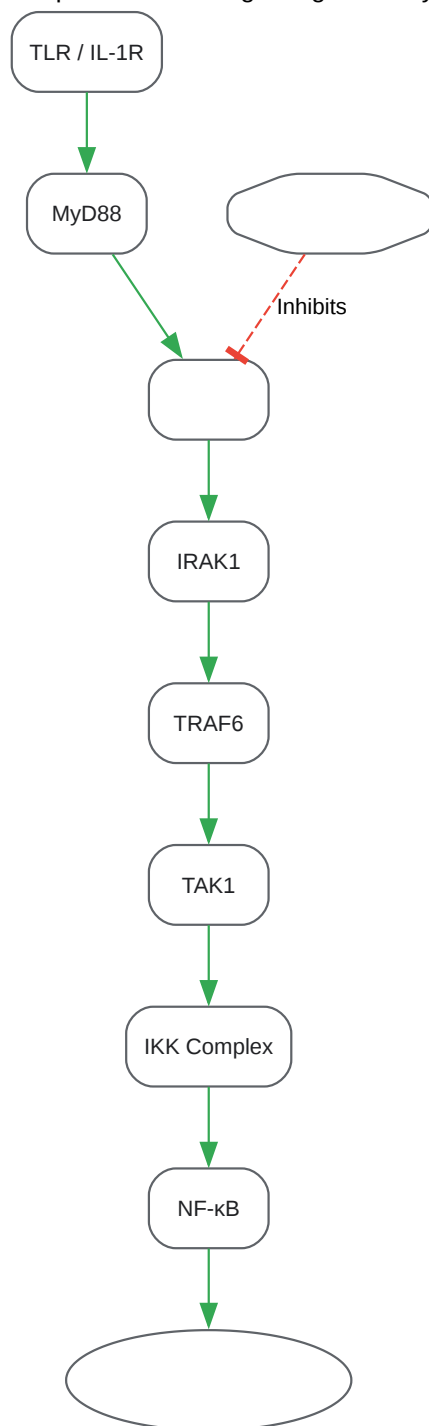 TLR / IL-1R
MyD88
Inhibits
IRAK1
TRAF6
TAK1
IKK Complex
NF-κB